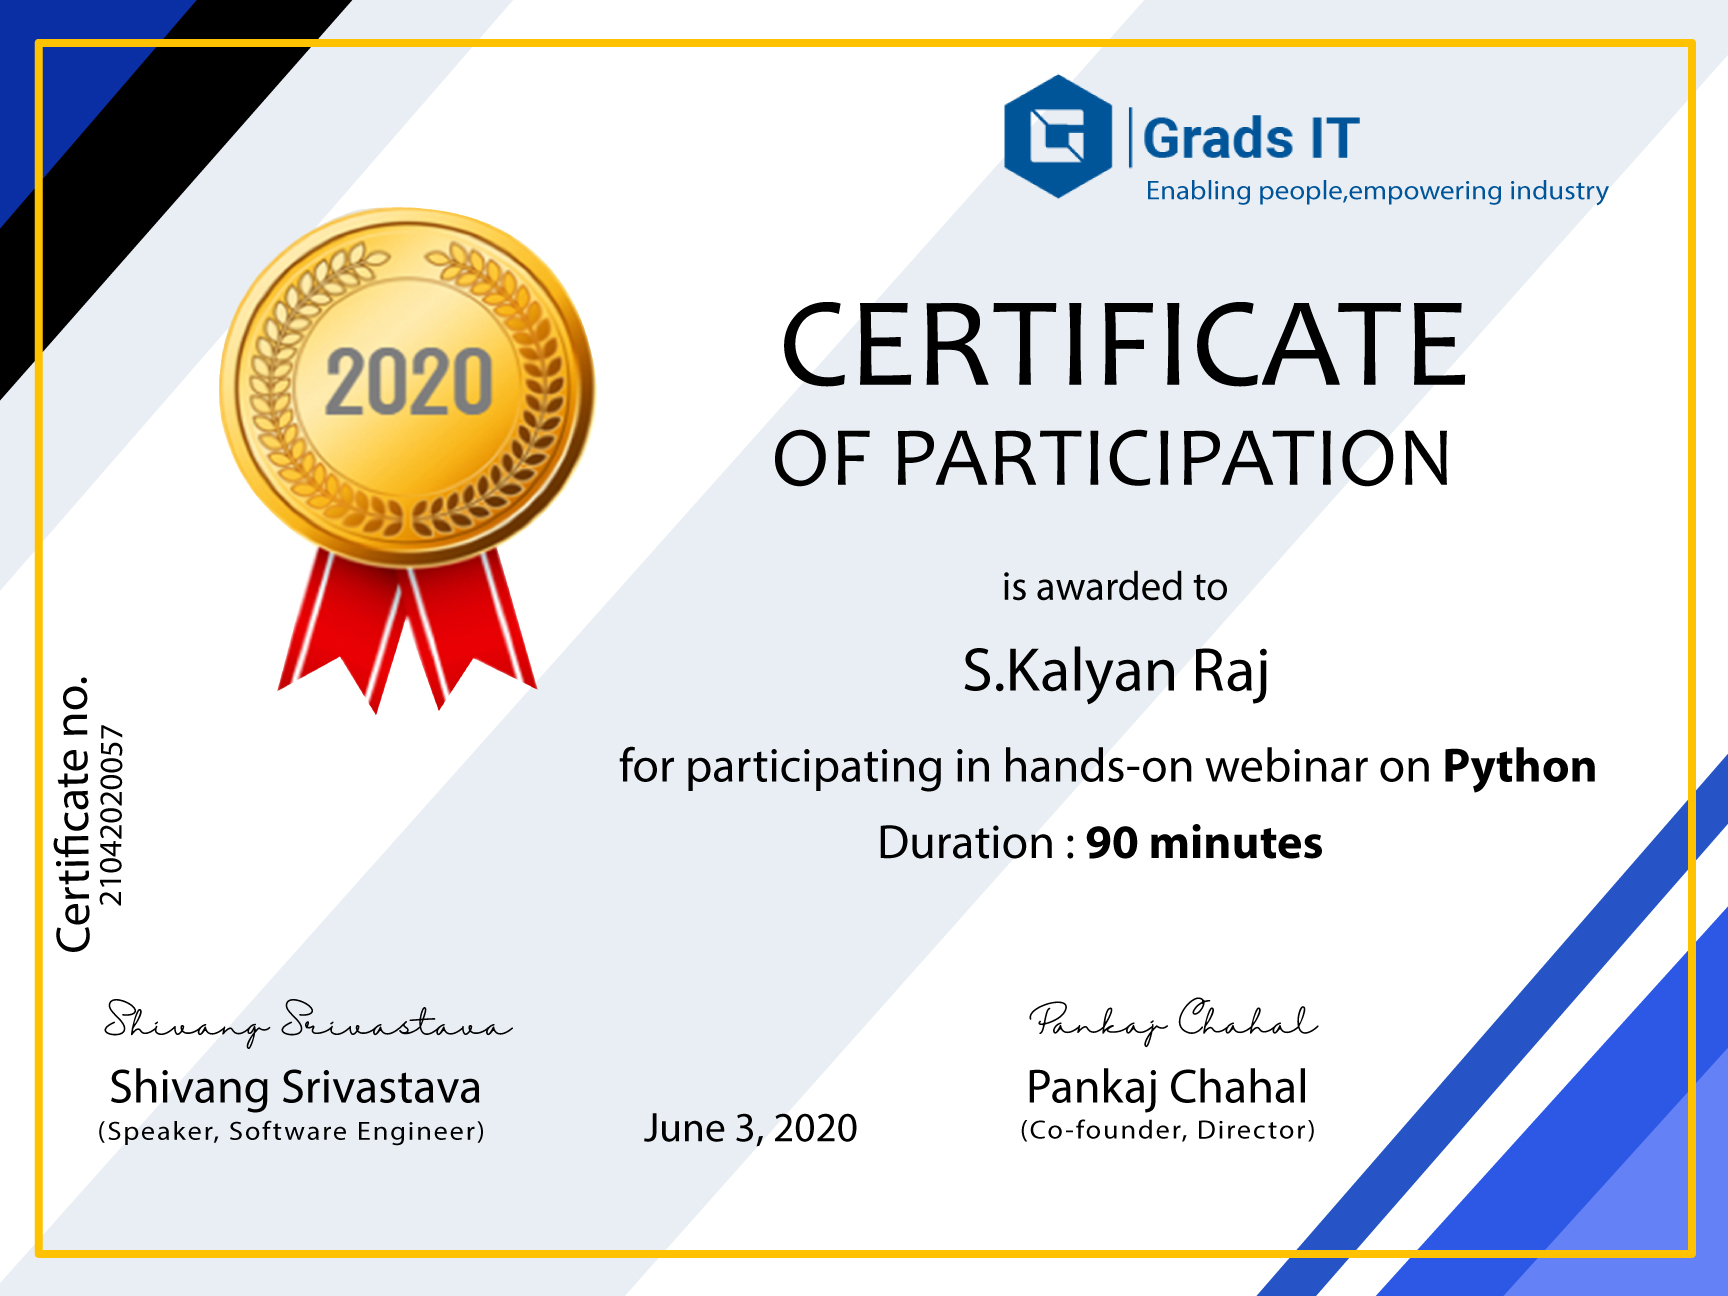 Grads IT
Enabling people,empowering industry
2020
CERTIFICATE
OF PARTICIPATION
is awarded to
S.Kalyan Raj
for participating in hands-on webinar on Python
Duration : 90 minutes
Certificate no.
21042020057
Shivang Srivastava
Shivang Srivastava
(Speaker, Software Engineer)
June 3, 2020
Pankaj Chahal
Pankaj Chahal
(Co-founder, Director)